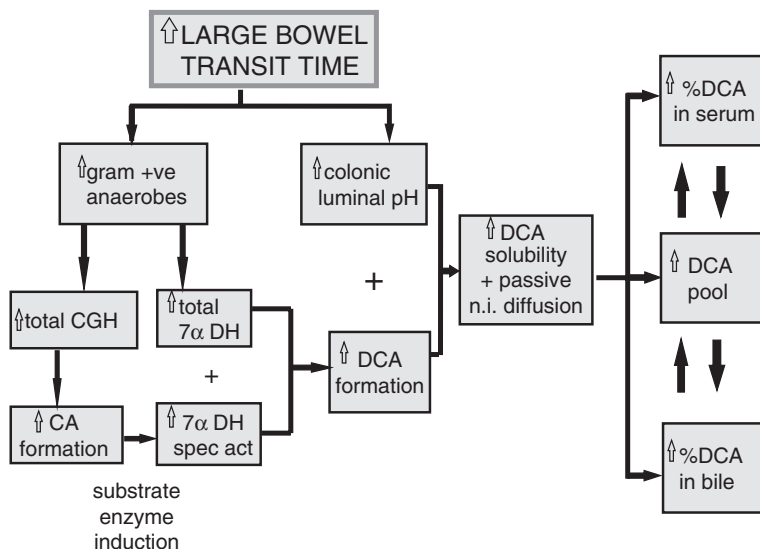 ⇧LARGE BOWEL
TRANSIT TIME
⇧gram +ve
anaerobes
⇧colonic
luminal pH
⇧total CGH
⇧total
7α DH
+
⇧ CA
formation
⇧ 7α DH
spec act
substrate
enzyme
induction
+
⇧ DCA
formation
⇧ DCA
solubility
+ passive
n.i. diffusion
⇧ %DCA
in serum
⇧ DCA
pool
⇧%DCA
in bile